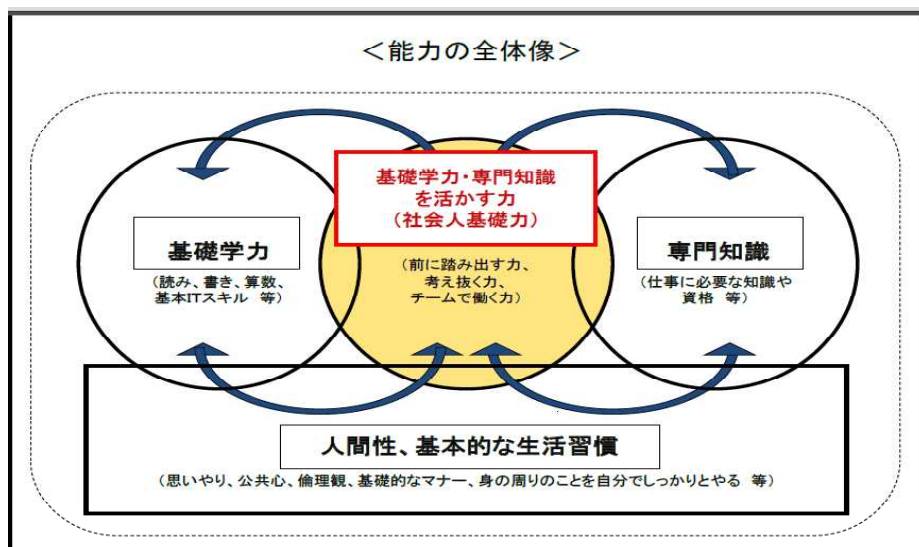 ＜能力の全体像＞
基礎学力・専門知識
を活かす力
（社会人基礎力）
基礎学力
（読み、書き、算数、
基本ITスキル 等）
（前に踏み出す力、
考え抜く力、
チームで働く力）
専門知識
（仕事に必要な知識や
資格 等）
人間性、基本的な生活習慣
（思いやり、公共心、倫理観、基礎的なマナー、身の周りのことを自分でしっかりとやる 等）